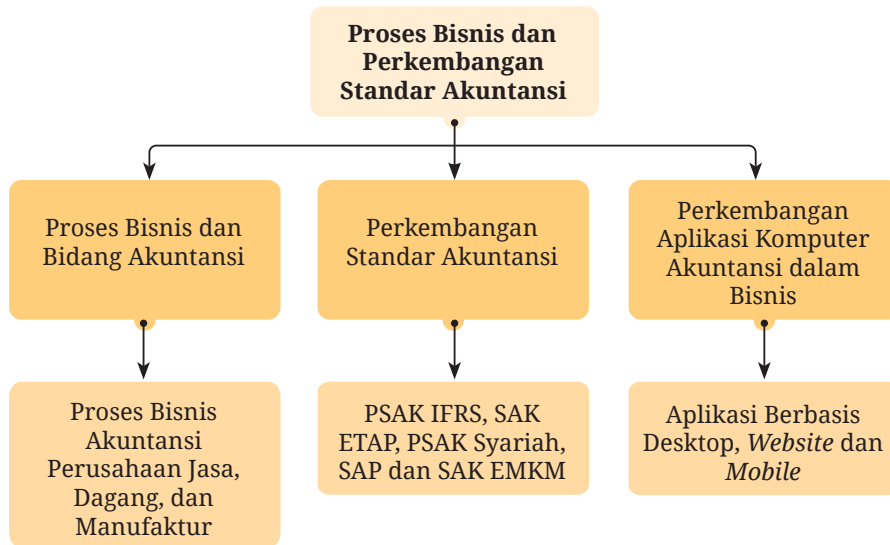 Proses Bisnis dan
Perkembangan
Standar Akuntansi
Proses Bisnis dan
Bidang Akuntansi
Perkembangan
Standar Akuntansi
Perkembangan
Aplikasi Komputer
Akuntansi dalam
Bisnis
Proses Bisnis
Akuntansi
Perusahaan Jasa,
Dagang, dan
Manufaktur
PSAK IFRS, SAK
ETAP, PSAK Syariah,
SAP dan SAK EMKM
Aplikasi Berbasis
Desktop, Website dan
Mobile